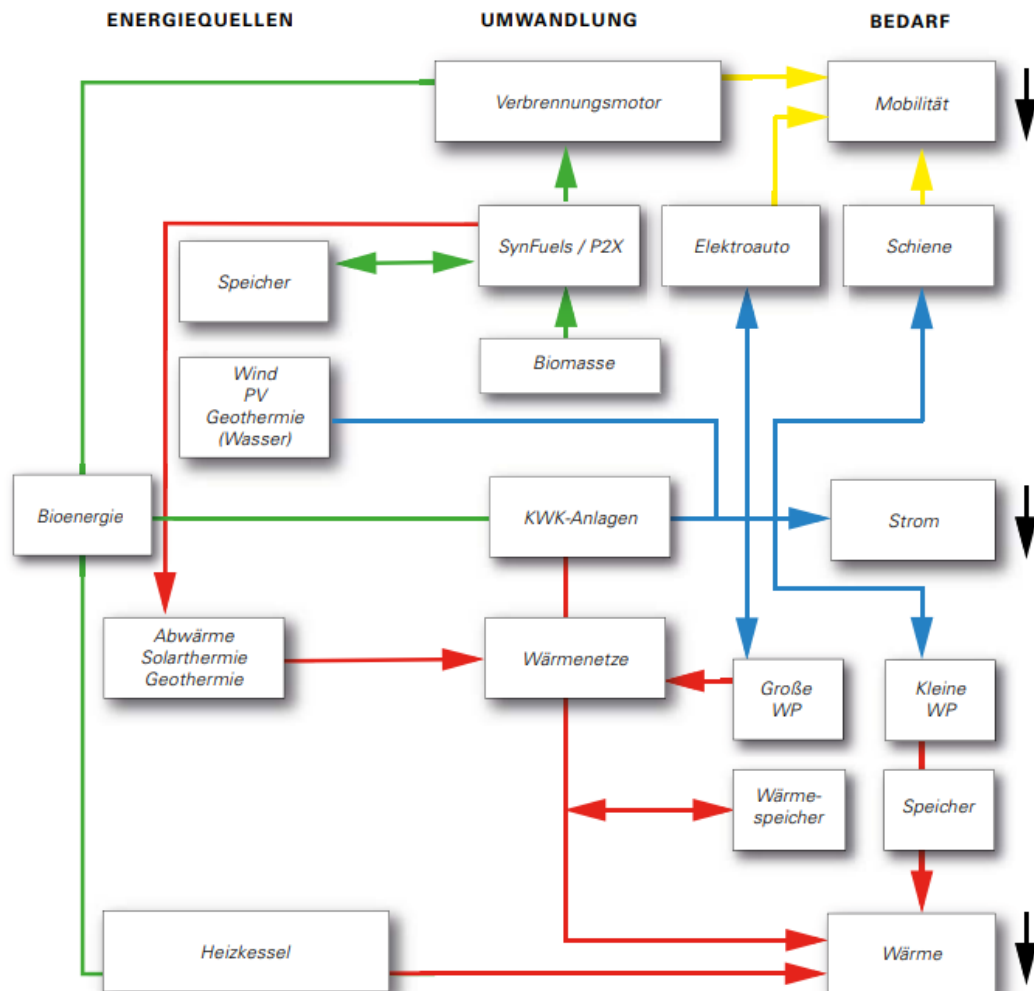 ENERGIEQUELLEN
UMWANDLUNG
BEDARF
Verbrennungsmotor
Mobilität
SynFuels / P2X
Elektroauto
Schiene
Speicher
Biomasse
Wind
PV
Geothermie
(Wasser)
Bioenergie
KWK-Anlagen
Strom
Abwärme
Solarthermie
Geothermie
Wärmenetze
Große
WP
Kleine
WP
Wärme-
speicher
Speicher
Heizkessel
Wärme